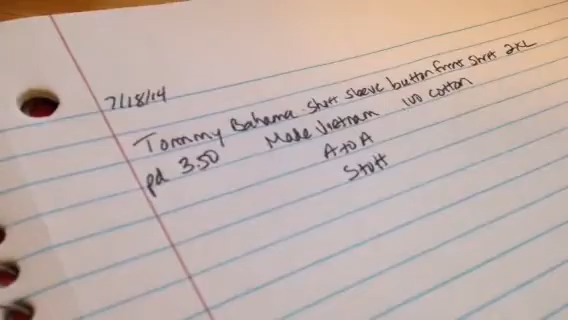 7/18/14
Tommy Bahama short sleeve button front shirt 2XL
pd 3.50 Made Vietnam 100 cotton
A to A